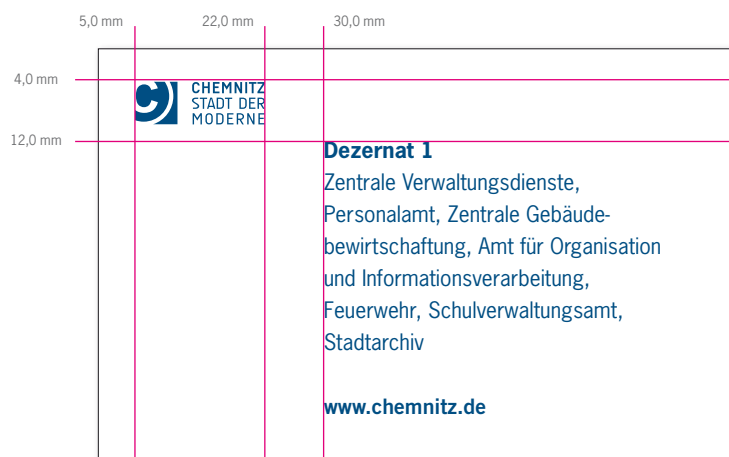 5,0 mm 22,0 mm 30,0 mm
4,0 mm
CHEMNITZ
STADT DER
MODERNE
12,0 mm
Dezernat 1
Zentrale Verwaltungsdienste,
Personalamt, Zentrale Gebäude-
bewirtschaftung, Amt für Organisation
und Informationsverarbeitung,
Feuerwehr, Schulverwaltungsamt,
Stadtarchiv
www.chemnitz.de